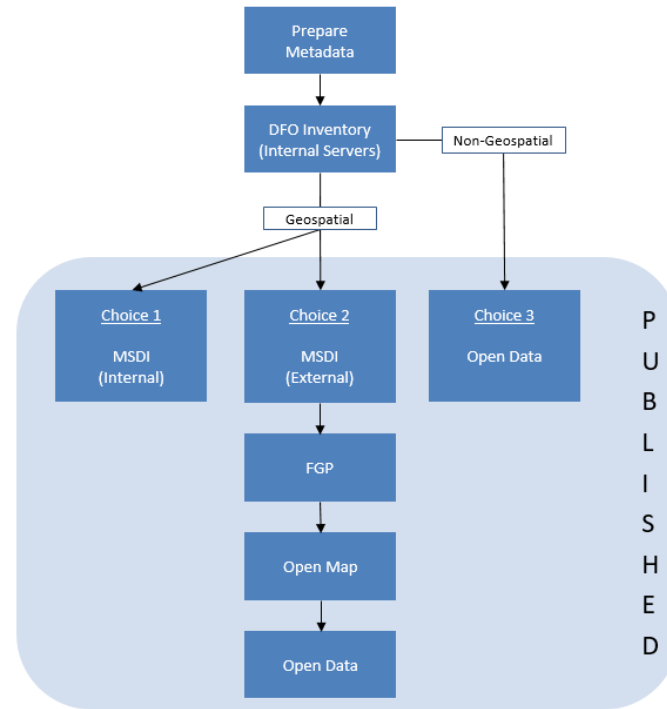 Prepare
Metadata
DFO Inventory
(Internal Servers)
Non-Geospatial
Geospatial
Choice 1
MSDI
(Internal)
Choice 2
MSDI
(External)
Choice 3
Open Data
FGP
Open Map
Open Data
P
U
B
L
I
S
H
E
D